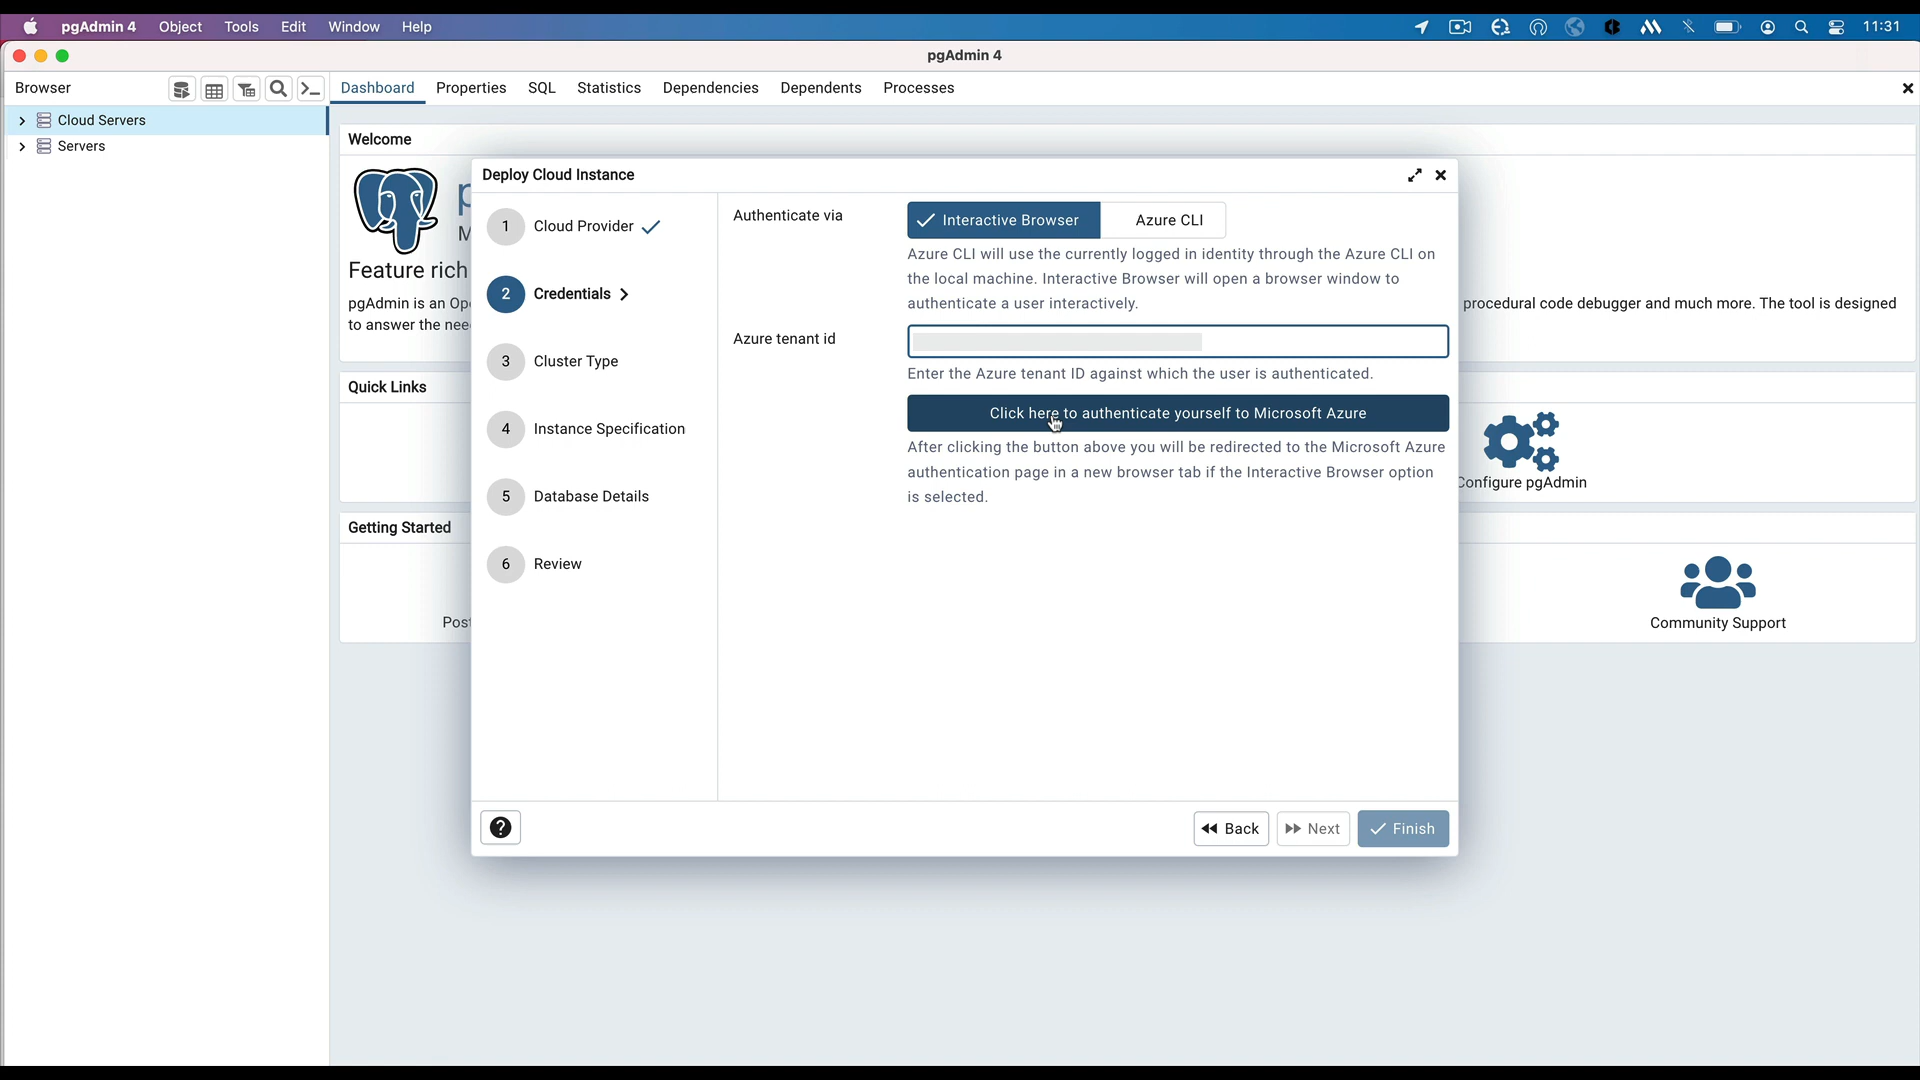 pgAdmin 4 Object Tools Edit Window Help 11:31
pgAdmin 4
Browser
Dashboard Properties SQL Statistics Dependencies Dependents Processes
Cloud Servers
Servers
Welcome
Feature rich
pgAdmin is an Op
to answer the nee
procedural code debugger and much more. The tool is designed
Quick Links
Configure pgAdmin
Getting Started
Post
Community Support
Deploy Cloud Instance
1 Cloud Provider
2 Credentials
3 Cluster Type
4 Instance Specification
5 Database Details
6 Review
Authenticate via
Interactive Browser Azure CLI
Azure CLI will use the currently logged in identity through the Azure CLI on
the local machine. Interactive Browser will open a browser window to
authenticate a user interactively.
Azure tenant id
Enter the Azure tenant ID against which the user is authenticated.
Click here to authenticate yourself to Microsoft Azure
After clicking the button above you will be redirected to the Microsoft Azure
authentication page in a new browser tab if the Interactive Browser option
is selected.
? Back Next Finish